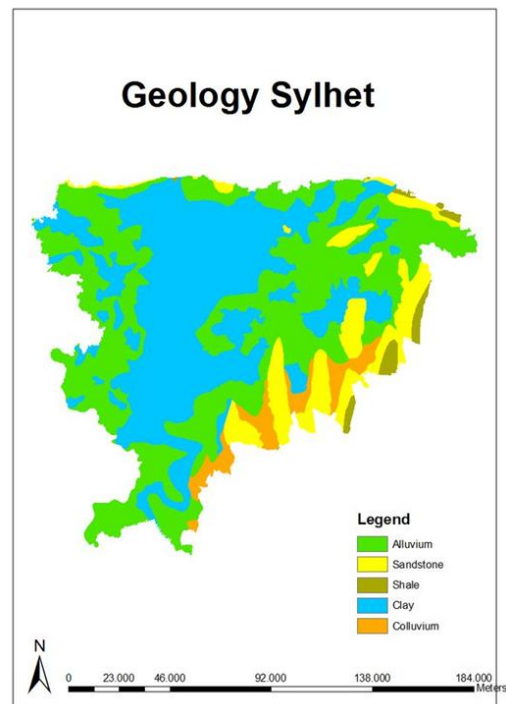 Geology Sylhet
Legend
Alluvium
Sandstone
Shale
Clay
Colluvium
N
0 23.000 46.000 92.000 138.000 184.000
Meters